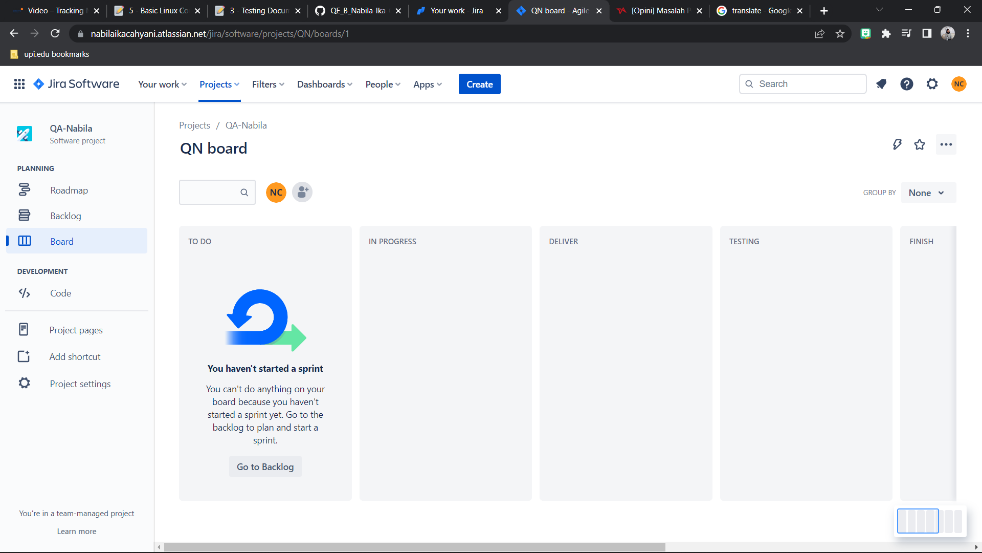 Video - Tracking
5 - Basic Linux Co
3 - Testing Docum
QE_B_Nabila-Ika
Your work - Jira
QN board - Agile
[Opini] Masalah P
translate - Google
nabilaikacahyani.atlassian.net/jira/software/projects/QN/boards/1
upi.edu bookmarks
Jira Software
Your work
Projects
Filters
Dashboards
People
Apps
Create
Search
NC
QA-Nabila
Software project
PLANNING
Roadmap
Backlog
Board
DEVELOPMENT
Code
Project pages
Add shortcut
Project settings
You're in a team-managed project
Learn more
Projects / QA-Nabila
QN board
NC
GROUP BY
None
TO DO
IN PROGRESS
DELIVER
TESTING
FINISH
You haven't started a sprint
You can't do anything on your
board because you haven't
started a sprint yet. Go to the
backlog to plan and start a
sprint.
Go to Backlog